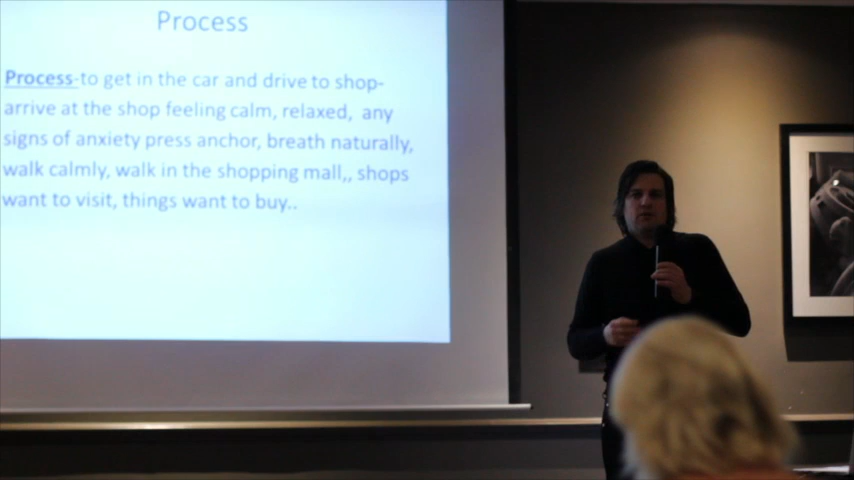 Process
Process-to get in the car and drive to shop-
arrive at the shop feeling calm, relaxed,  any
signs of anxiety press anchor, breath naturally,
walk calmly, walk in the shopping mall,, shops
want to visit, things want to buy..